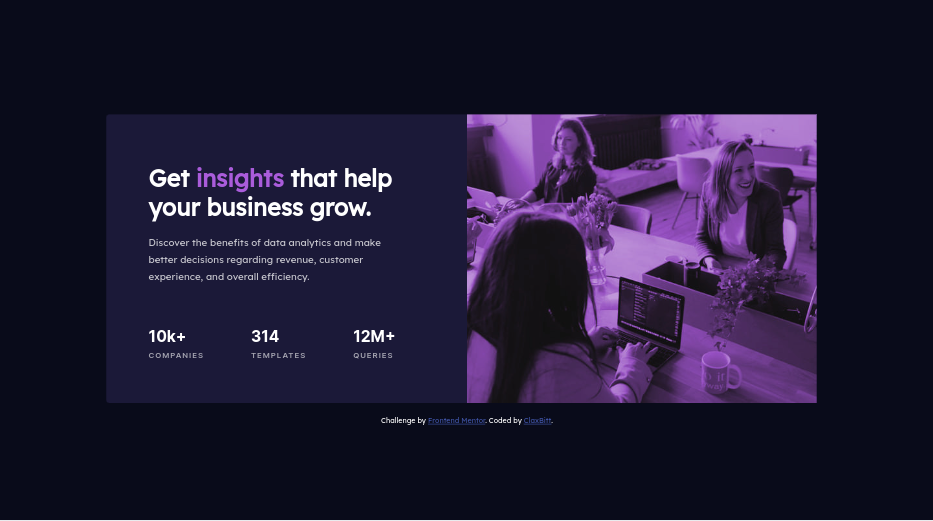 Get insights that help
your business grow.
Discover the benefits of data analytics and make
better decisions regarding revenue, customer
experience, and overall efficiency.
10k+ 314 12M+
COMPANIES TEMPLATES QUERIES
Challenge by Frontend Mentor. Coded by ClaxBitt.